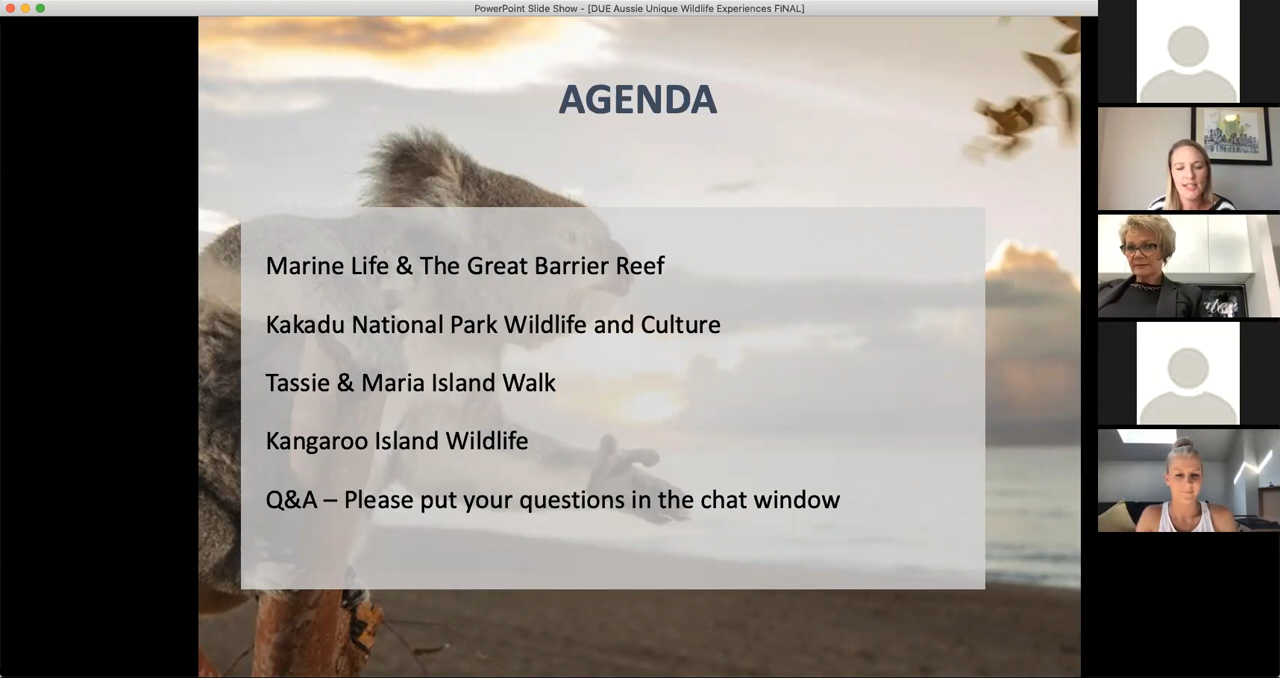 PowerPoint Slide Show - [DUE Aussie Unique Wildlife Experiences FINAL]
AGENDA
Marine Life & The Great Barrier Reef
Kakadu National Park Wildlife and Culture
Tassie & Maria Island Walk
Kangaroo Island Wildlife
Q&A – Please put your questions in the chat window